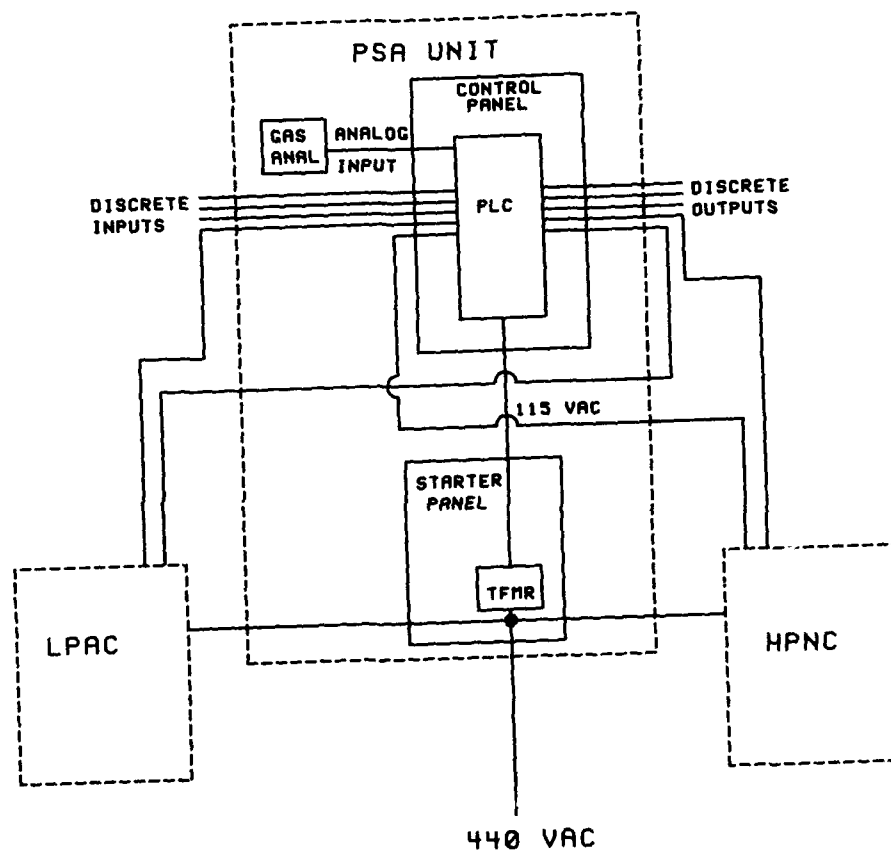 PSA UNIT
CONTROL
PANEL
GAS
ANAL
ANALOG
INPUT
DISCRETE
INPUTS
PLC
DISCRETE
OUTPUTS
115 VAC
STARTER
PANEL
TFMR
LPAC
HPNC
440 VAC